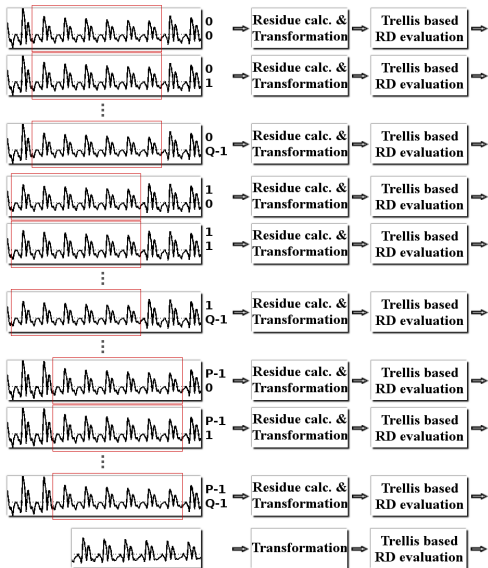 0
0
Residue calc. &
Transformation
Trellis based
RD evaluation
0
1
Residue calc. &
Transformation
Trellis based
RD evaluation
0
Q-1
Residue calc. &
Transformation
Trellis based
RD evaluation
1
0
Residue calc. &
Transformation
Trellis based
RD evaluation
1
1
Residue calc. &
Transformation
Trellis based
RD evaluation
1
Q-1
Residue calc. &
Transformation
Trellis based
RD evaluation
P-1
0
Residue calc. &
Transformation
Trellis based
RD evaluation
P-1
1
Residue calc. &
Transformation
Trellis based
RD evaluation
P-1
Q-1
Residue calc. &
Transformation
Trellis based
RD evaluation
Transformation
Trellis based
RD evaluation